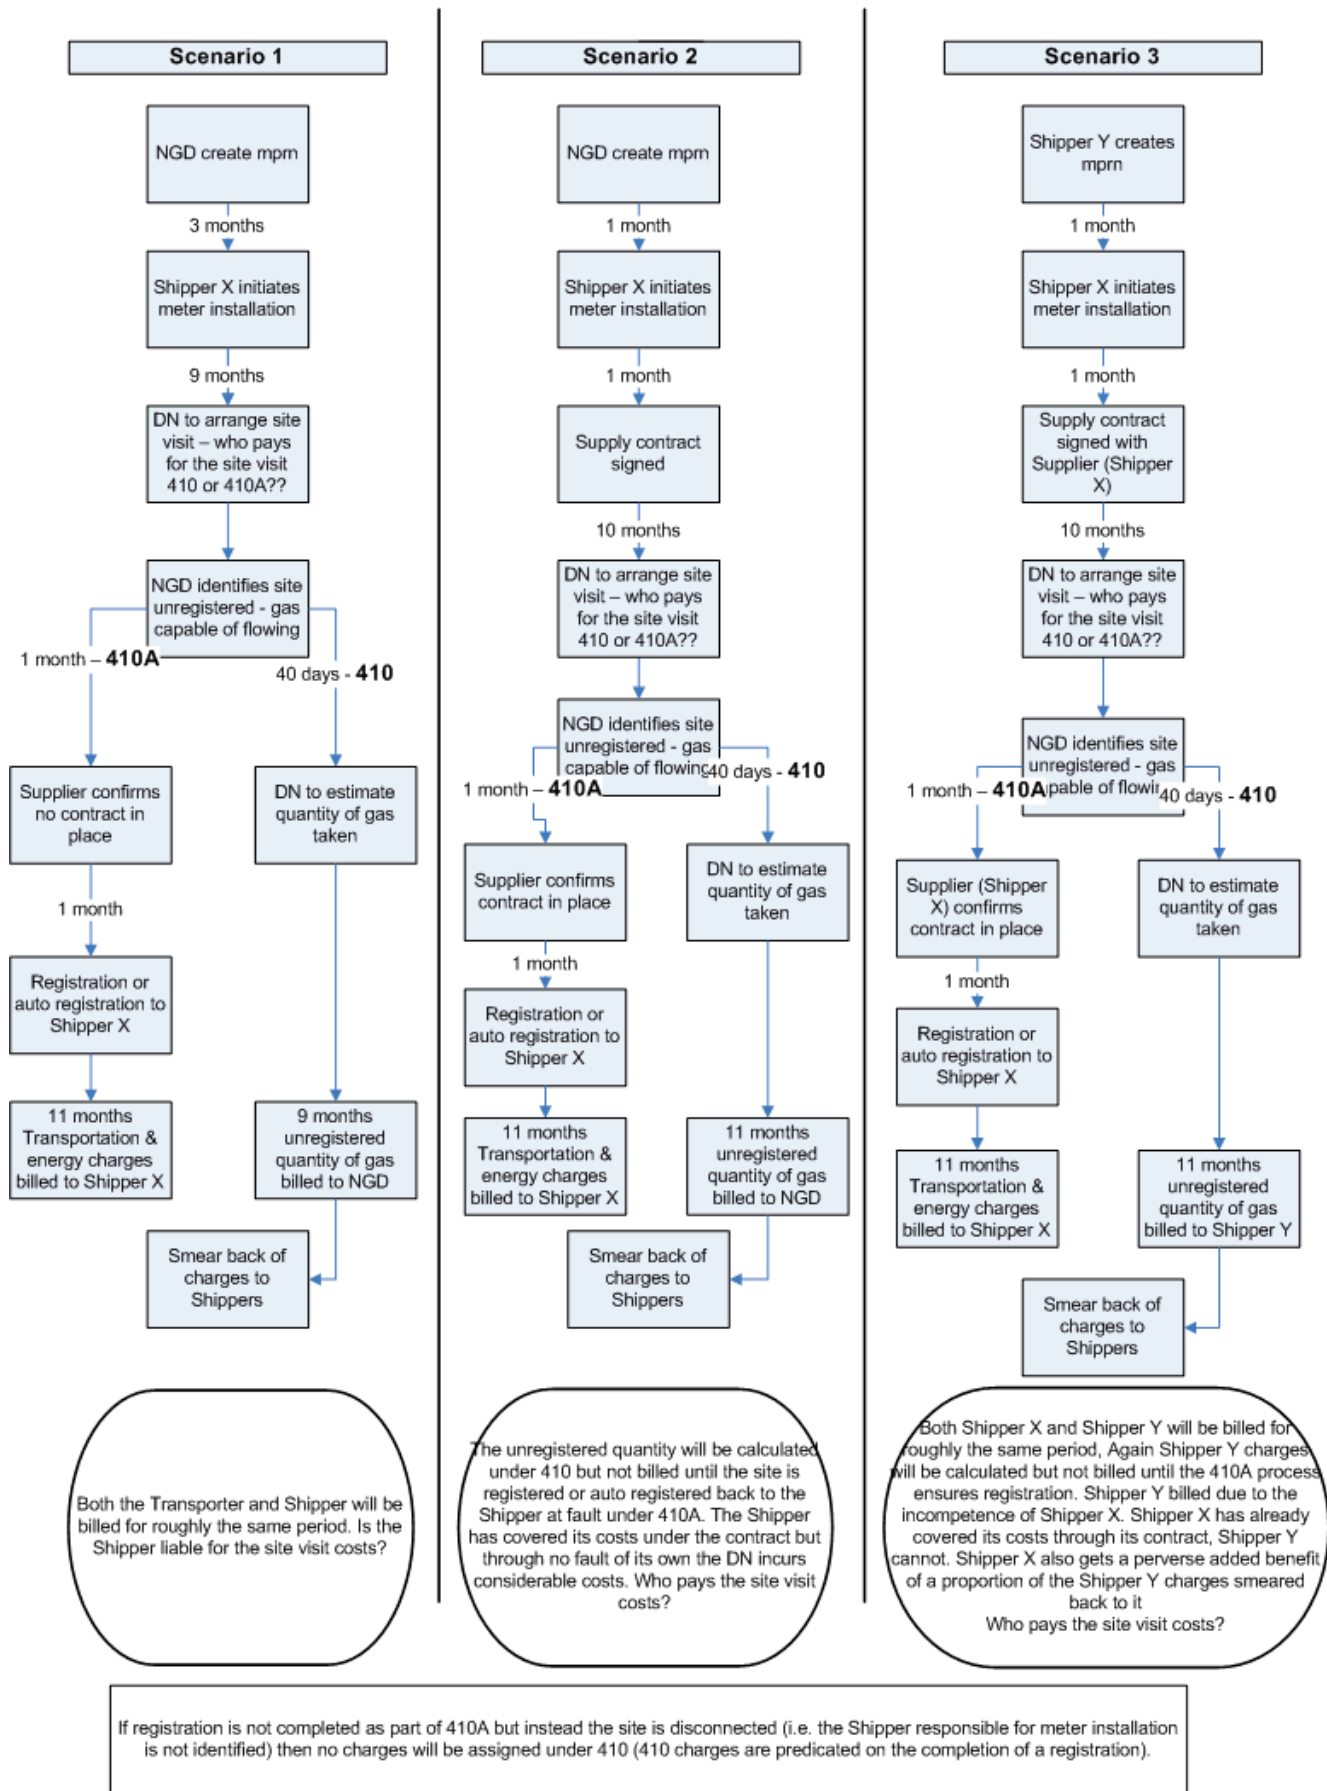 Scenario 1
NGD create mprn
3 months
Shipper X initiates
meter installation
9 months
DN to arrange site
visit – who pays
for the site visit
410 or 410A??
NGD identifies site
unregistered - gas
capable of flowing
1 month – 410A
40 days - 410
Supplier confirms
no contract in
place
DN to estimate
quantity of gas
taken
1 month
Registration or
auto registration to
Shipper X
11 months
Transportation &
energy charges
billed to Shipper X
9 months
unregistered
quantity of gas
billed to NGD
Smear back of
charges to
Shippers
Both the Transporter and Shipper will be
billed for roughly the same period. Is the
Shipper liable for the site visit costs?
Scenario 2
NGD create mprn
1 month
Shipper X initiates
meter installation
1 month
Supply contract
signed
10 months
DN to arrange site
visit – who pays
for the site visit
410 or 410A??
NGD identifies site
unregistered - gas
capable of flowing
1 month – 410A
40 days - 410
Supplier confirms
contract in place
DN to estimate
quantity of gas
taken
1 month
Registration or
auto registration to
Shipper X
11 months
Transportation &
energy charges
billed to Shipper X
11 months
unregistered
quantity of gas
billed to NGD
Smear back of
charges to
Shippers
The unregistered quantity will be calculated
under 410 but not billed until the site is
registered or auto registered back to the
Shipper at fault under 410A. The Shipper
has covered its costs under the contract but
through no fault of its own the DN incurs
considerable costs. Who pays the site visit
costs?
Scenario 3
Shipper Y creates
mprn
1 month
Shipper X initiates
meter installation
1 month
Supply contract
signed with
Supplier (Shipper
X)
10 months
DN to arrange site
visit – who pays
for the site visit
410 or 410A??
NGD identifies site
unregistered - gas
capable of flowing
1 month – 410A
40 days - 410
Supplier (Shipper
X) confirms
contract in place
DN to estimate
quantity of gas
taken
1 month
Registration or
auto registration to
Shipper X
11 months
Transportation &
energy charges
billed to Shipper X
11 months
unregistered
quantity of gas
billed to Shipper Y
Smear back of
charges to
Shippers
Both Shipper X and Shipper Y will be billed for
roughly the same period, Again Shipper Y charges
will be calculated but not billed until the 410A process
ensures registration. Shipper Y billed due to the
incompetence of Shipper X. Shipper X has already
covered its costs through its contract, Shipper Y
cannot. Shipper X also gets a perverse added benefit
of a proportion of the Shipper Y charges smeared
back to it
Who pays the site visit costs?
If registration is not completed as part of 410A but instead the site is disconnected (i.e. the Shipper responsible for meter installation
is not identified) then no charges will be assigned under 410 (410 charges are predicated on the completion of a registration).